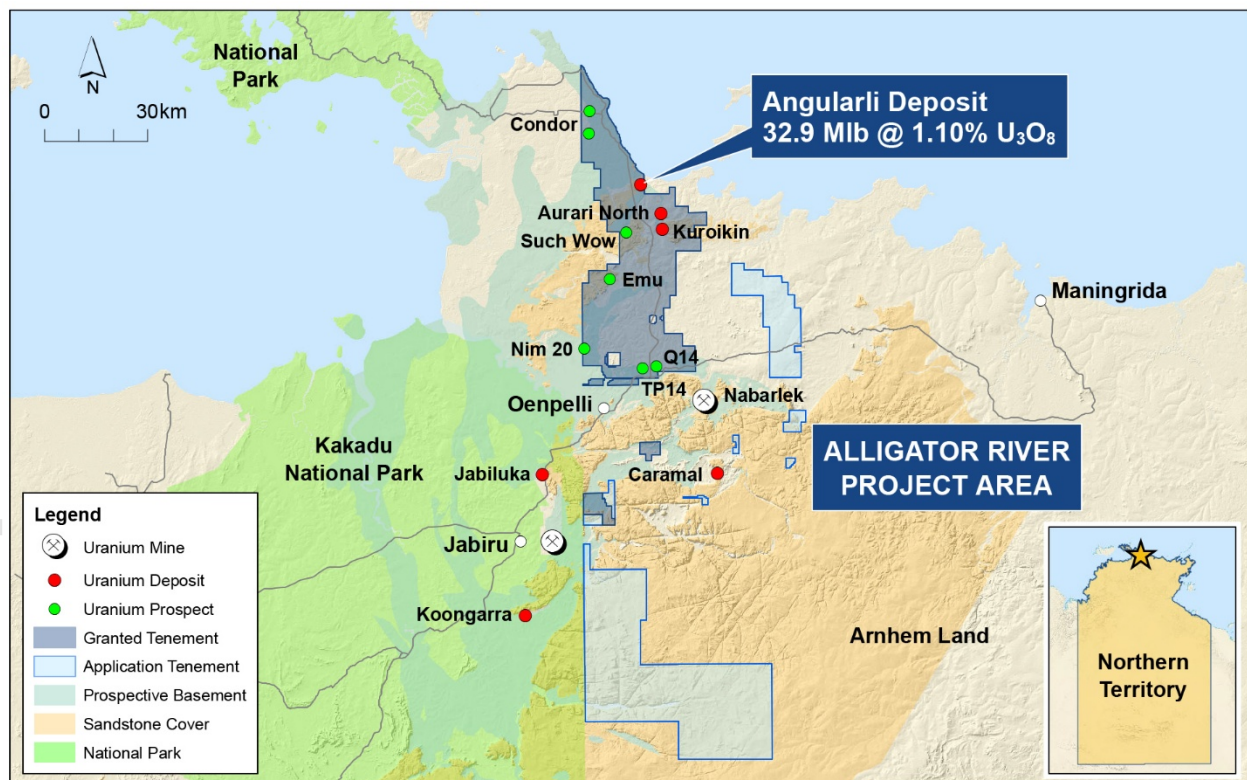 National
Park
N
0
30km
Condor
Angularli Deposit
32.9 Mlb @ 1.10% U₃O₈
Aurari North
Such Wow
Kuroikin
Emu
Maningrida
Nim 20
Q14
TP14
Nabarlek
Oenpelli
Kakadu
National Park
Jabiluka
Caramal
ALLIGATOR RIVER
PROJECT AREA
Jabiru
Koongarra
Arnhem Land
Legend
Uranium Mine
Uranium Deposit
Uranium Prospect
Granted Tenement
Application Tenement
Prospective Basement
Sandstone Cover
National Park
Northern
Territory